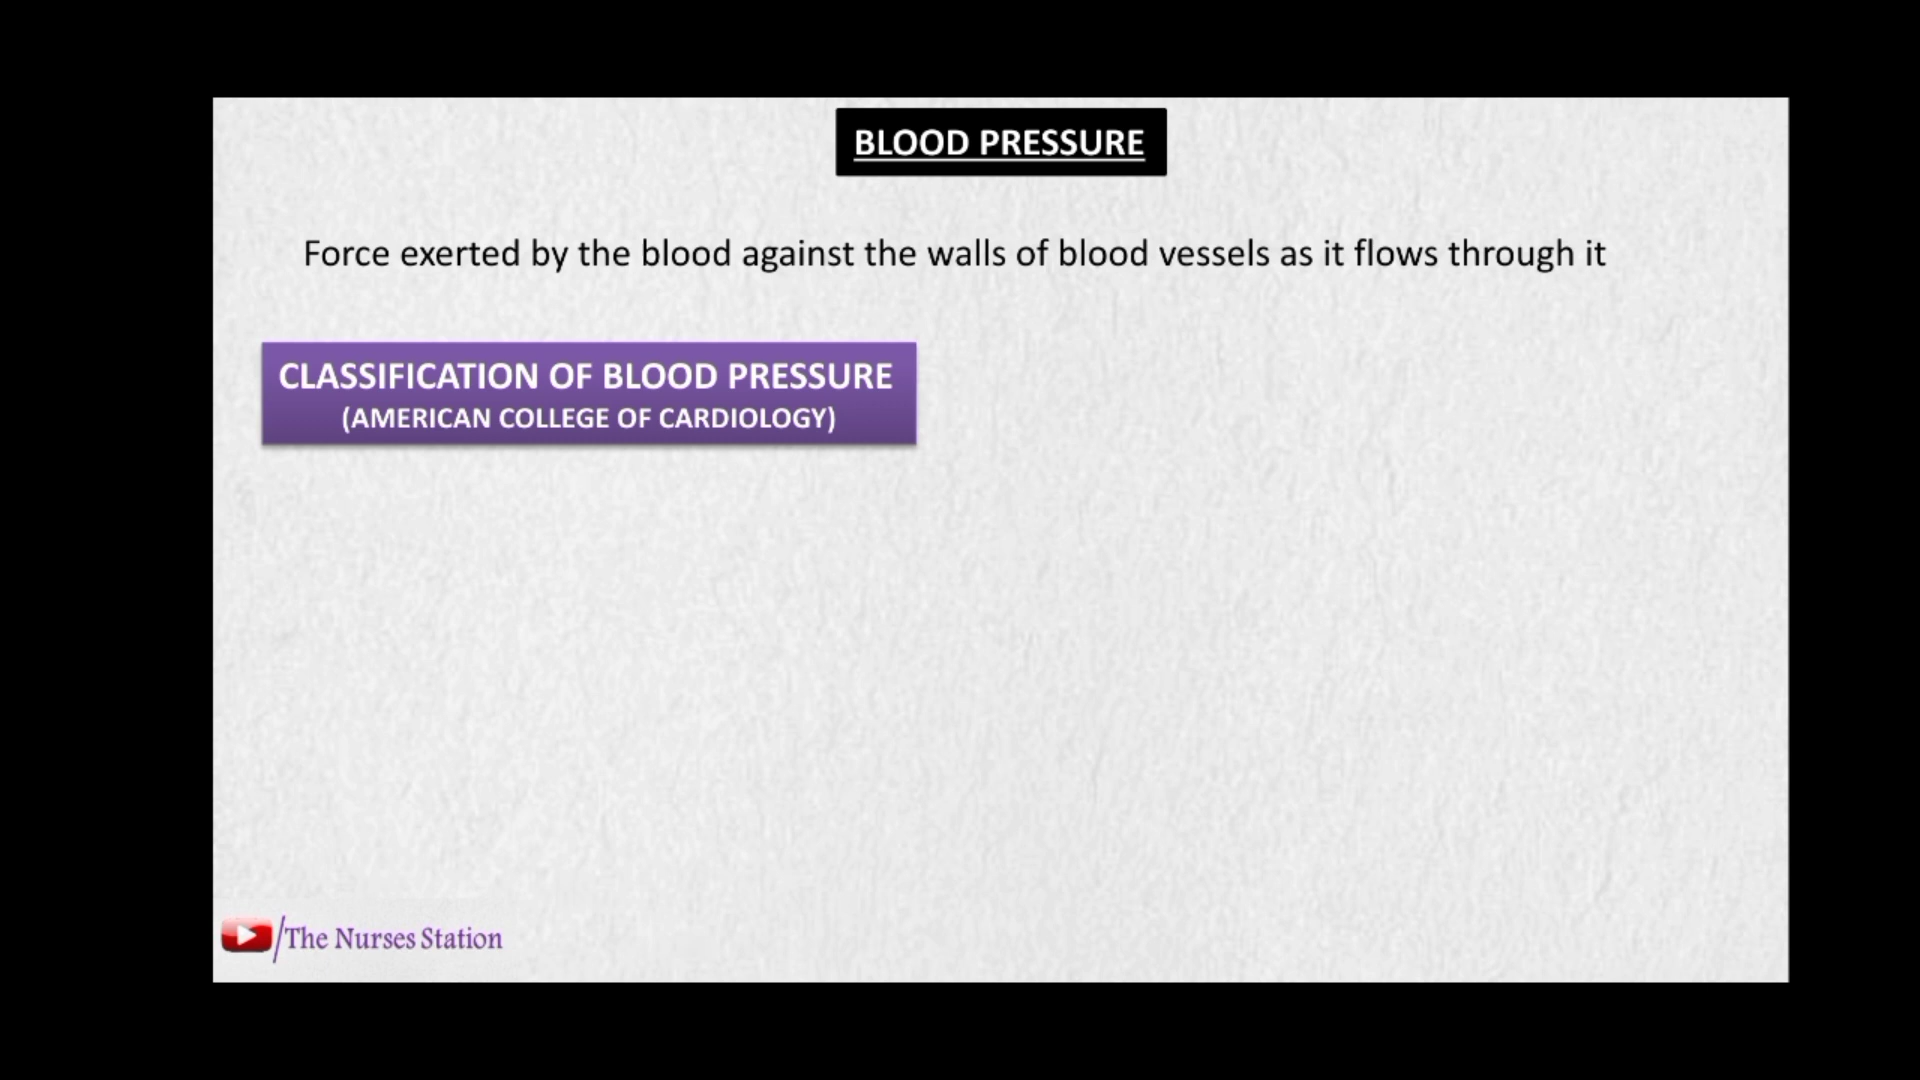 BLOOD PRESSURE
Force exerted by the blood against the walls of blood vessels as it flows through it
CLASSIFICATION OF BLOOD PRESSURE
(AMERICAN COLLEGE OF CARDIOLOGY)
/The Nurses Station